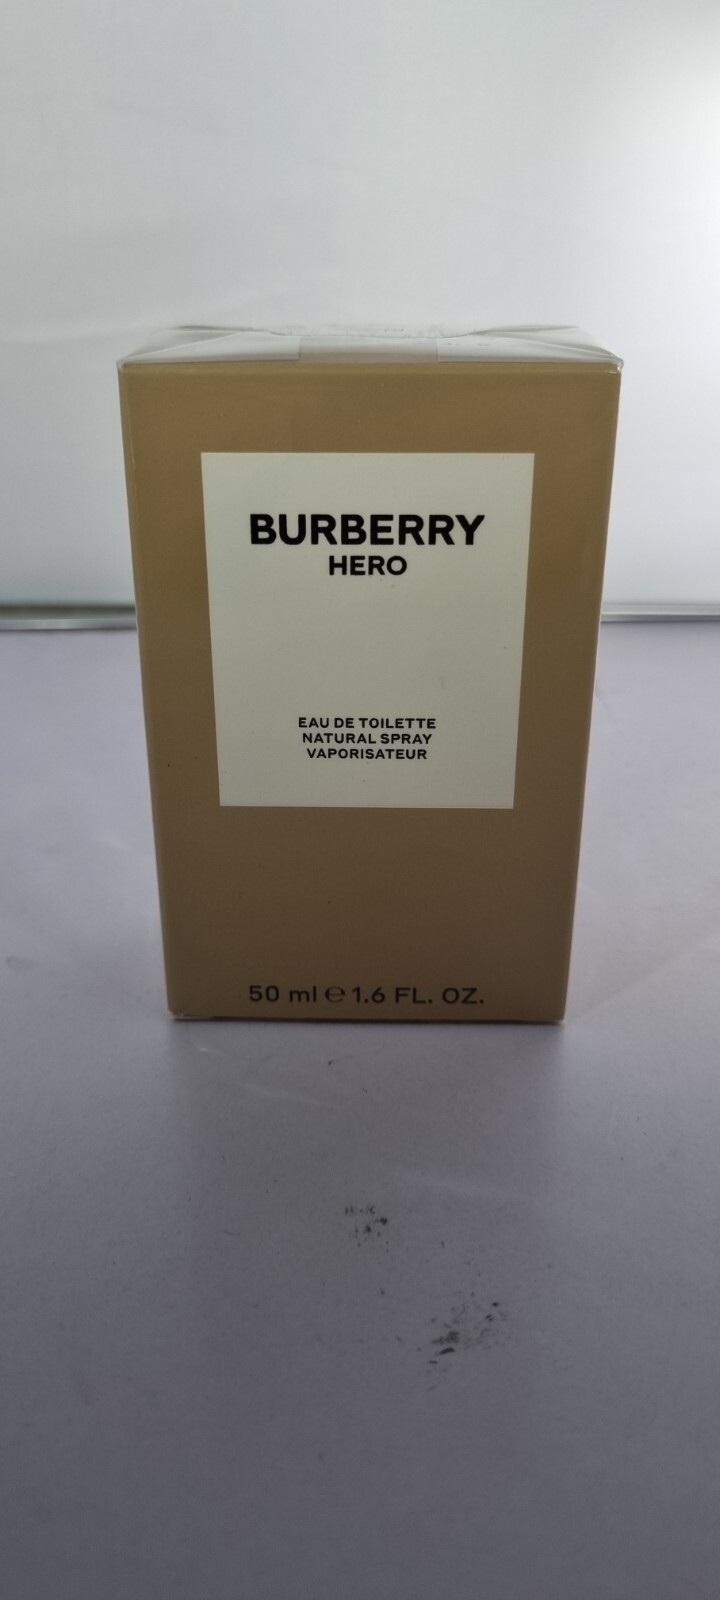 BURBERRY
HERO
EAU DE TOILETTE
NATURAL SPRAY
VAPORISATEUR
50 ml ℮ 1.6 FL. OZ.